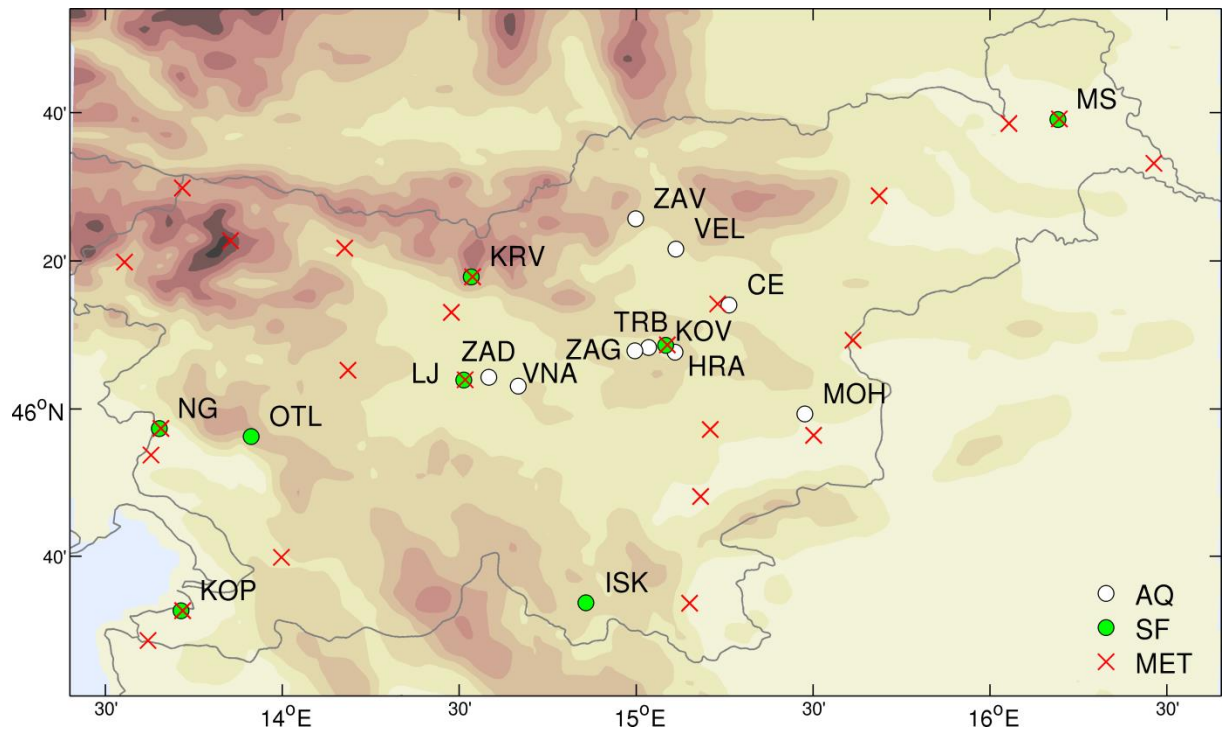 MS
40'
ZAV
VEL
20'
KRV
CE
TRB
KOV
ZAG
HRA
ZAD
LJ
VNA
MOH
46°N
NG
OTL
40'
KOP
ISK
AQ
SF
MET
30'
14°E
30'
15°E
30'
16°E
30'